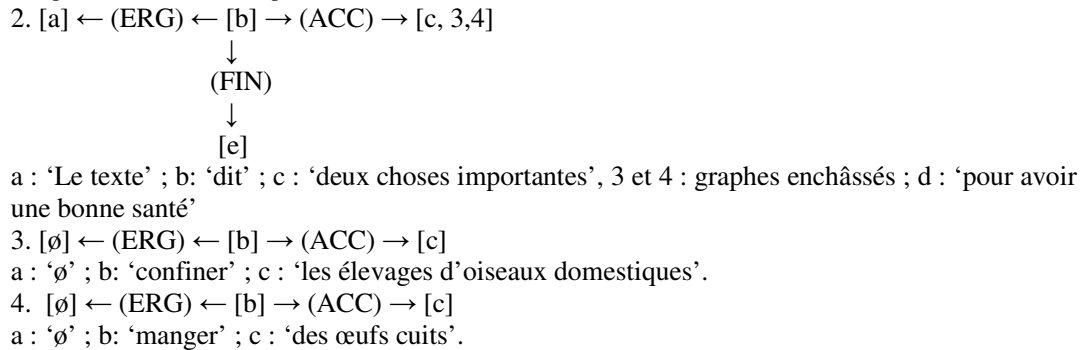 2. [a] ← (ERG) ← [b] → (ACC) → [c, 3,4]
↓
(FIN)
↓
[e]
a : ‘Le texte’ ; b: ‘dit’ ; c : ‘deux choses importantes’, 3 et 4 : graphes enchâssés ; d : ‘pour avoir
une bonne santé’
3. [ø] ← (ERG) ← [b] → (ACC) → [c]
a : ‘ø’ ; b: ‘confiner’ ; c : ‘les élevages d’oiseaux domestiques’.
4. [ø] ← (ERG) ← [b] → (ACC) → [c]
a : ‘ø’ ; b: ‘manger’ ; c : ‘des œufs cuits’.